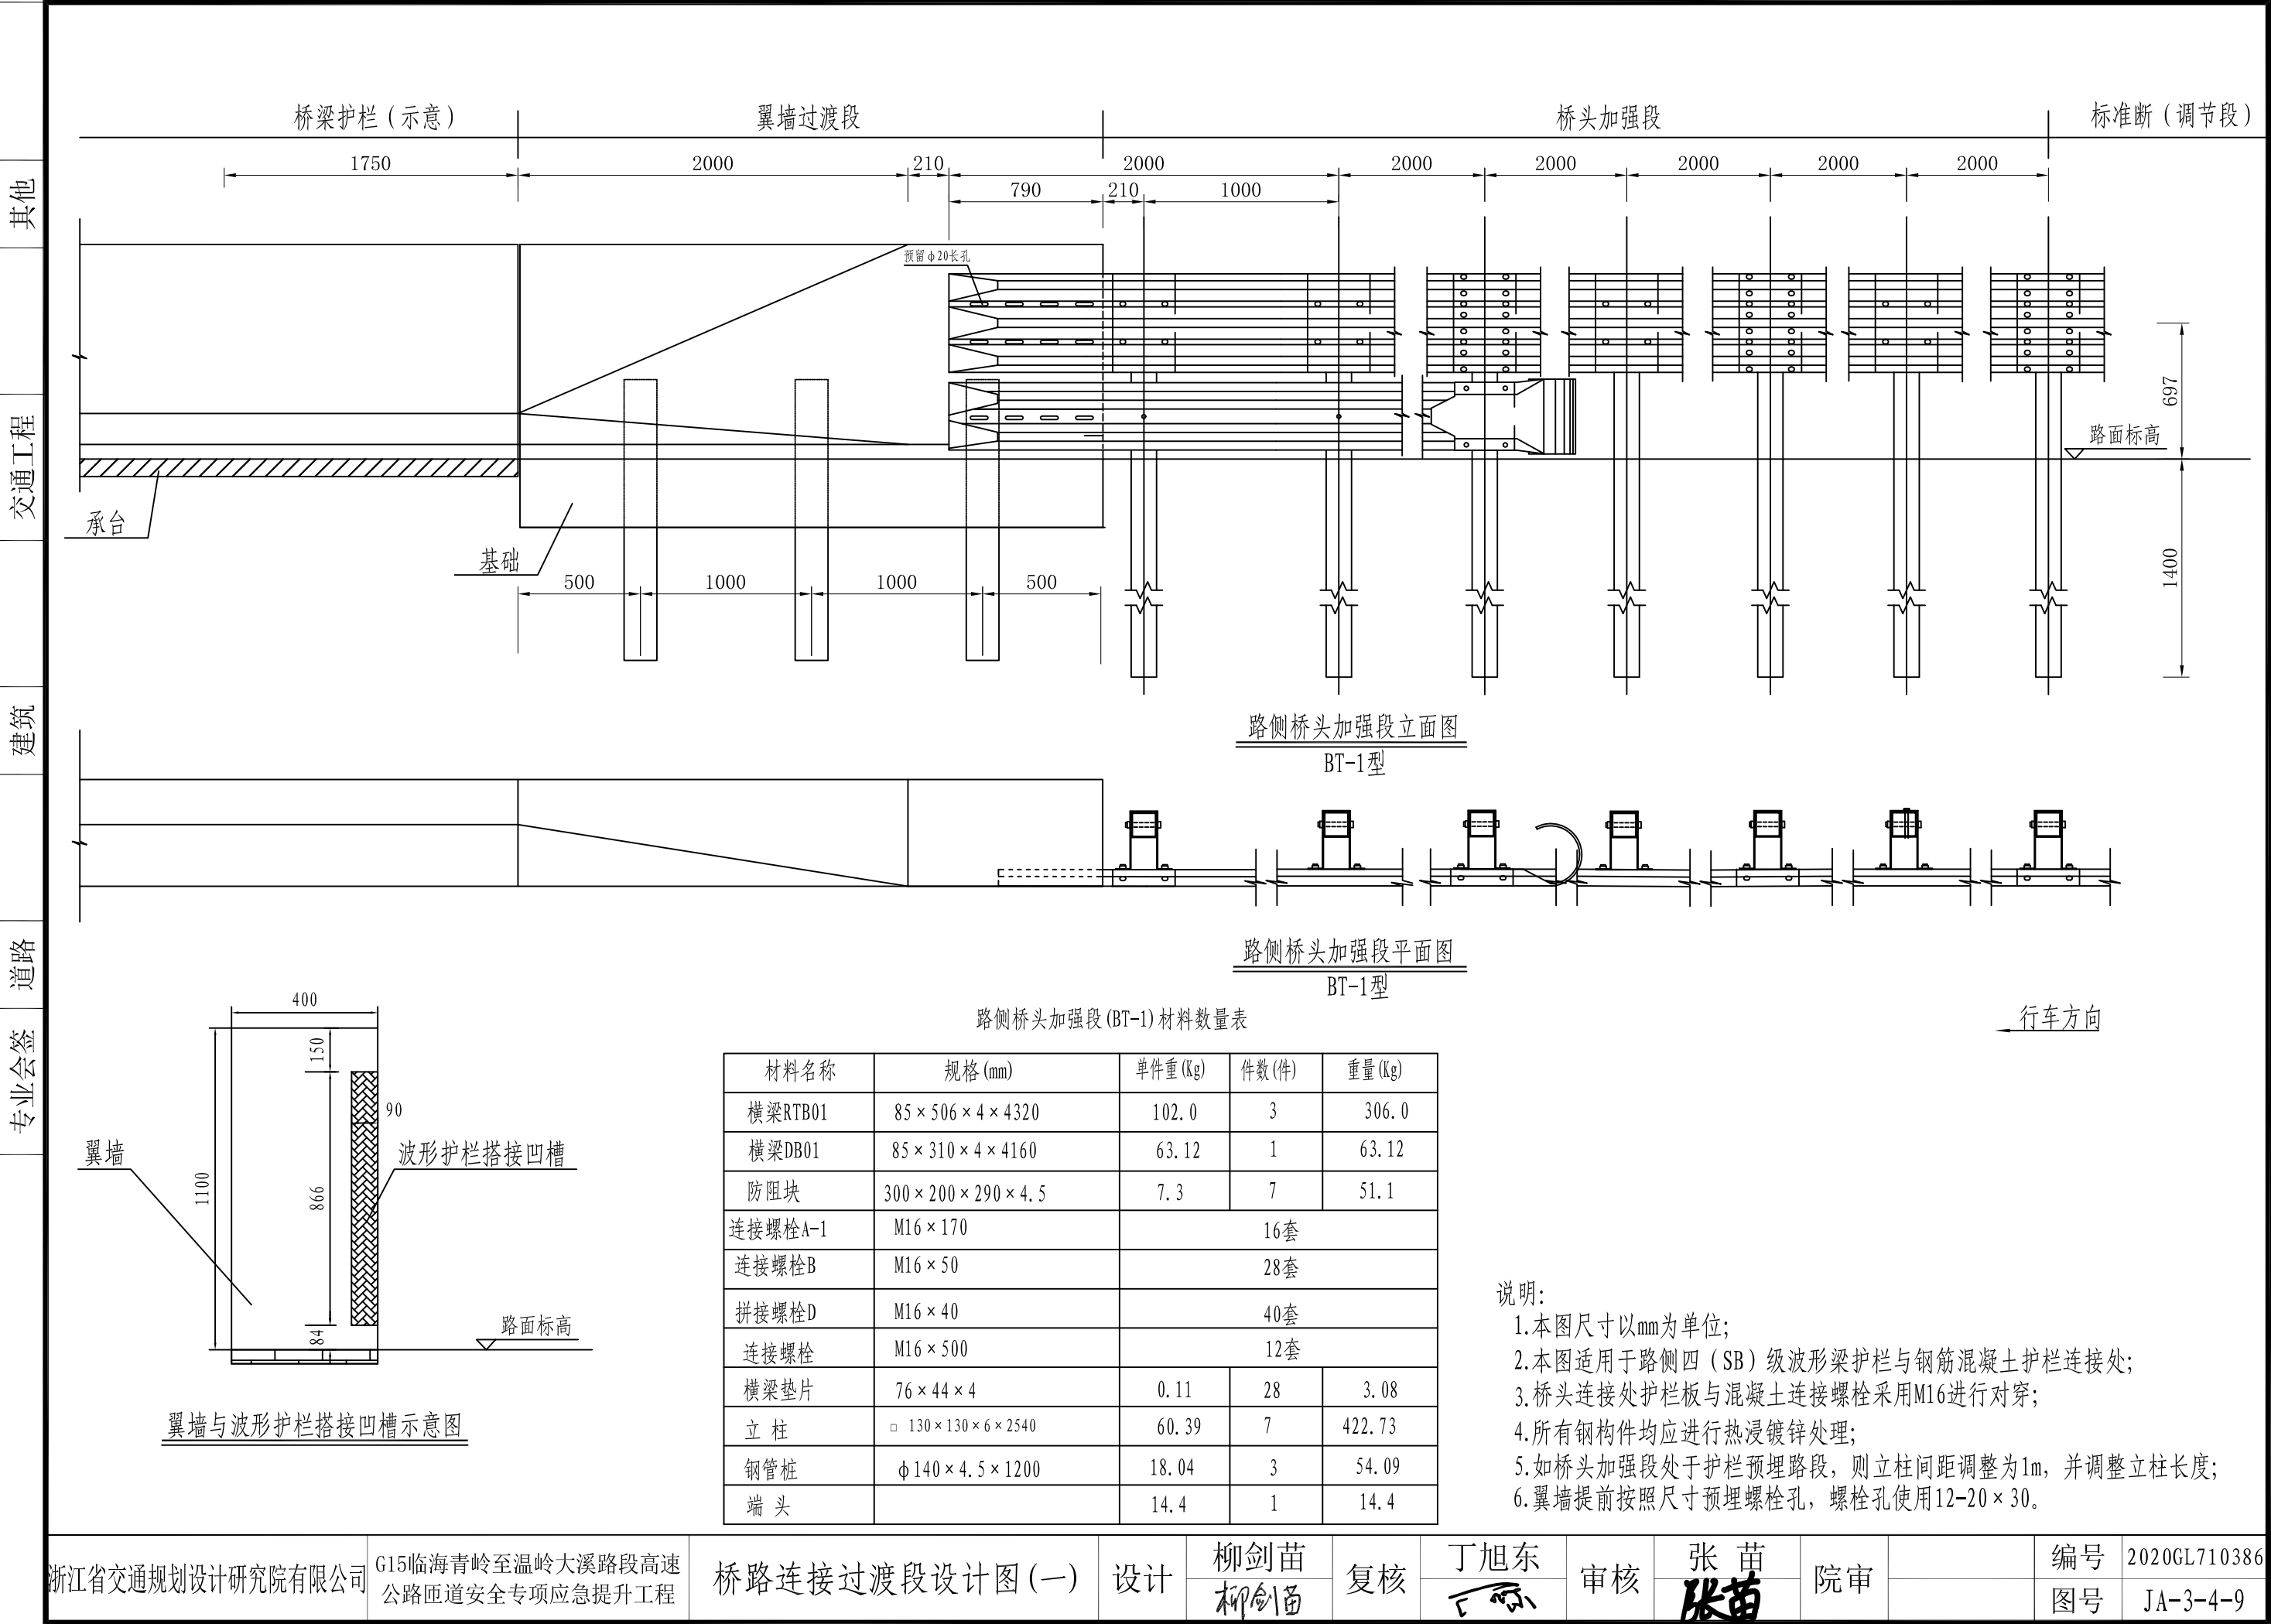 桥梁护栏（示意）
翼墙过渡段
桥头加强段
标准断（调节段）
1750
2000
210
2000
2000
2000
2000
2000
2000
790
210
1000
预留φ20长孔
697
路面标高
1400
承台
基础
500
1000
1000
500
路侧桥头加强段立面图
BT-1型
路侧桥头加强段平面图
BT-1型
行车方向
400
150
90
翼墙
波形护栏搭接凹槽
1100
866
84
路面标高
翼墙与波形护栏搭接凹槽示意图
路侧桥头加强段(BT-1)材料数量表
材料名称 规格(mm) 单件重(Kg) 件数(件) 重量(Kg)
横梁RTB01 85×506×4×4320 102.0 3 306.0
横梁DB01 85×310×4×4160 63.12 1 63.12
防阻块 300×200×290×4.5 7.3 7 51.1
连接螺栓A-1 M16×170 16套
连接螺栓B M16×50 28套
拼接螺栓D M16×40 40套
连接螺栓 M16×500 12套
横梁垫片 76×44×4 0.11 28 3.08
立 柱 □ 130×130×6×2540 60.39 7 422.73
钢管桩 φ140×4.5×1200 18.04 3 54.09
端 头 14.4 1 14.4
说明:
1.本图尺寸以mm为单位;
2.本图适用于路侧四（SB）级波形梁护栏与钢筋混凝土护栏连接处;
3.桥头连接处护栏板与混凝土连接螺栓采用M16进行对穿;
4.所有钢构件均应进行热浸镀锌处理;
5.如桥头加强段处于护栏预埋路段，则立柱间距调整为1m，并调整立柱长度;
6.翼墙提前按照尺寸预埋螺栓孔，螺栓孔使用12-20×30。
其他
交通工程
建筑
道路
专业会签
浙江省交通规划设计研究院有限公司
G15临海青岭至温岭大溪路段高速
公路匝道安全专项应急提升工程
桥路连接过渡段设计图(一)
设计
柳剑苗
柳剑苗
复核
丁旭东
审核
张 苗
张苗
院审
编号
2020GL710386
图号
JA-3-4-9